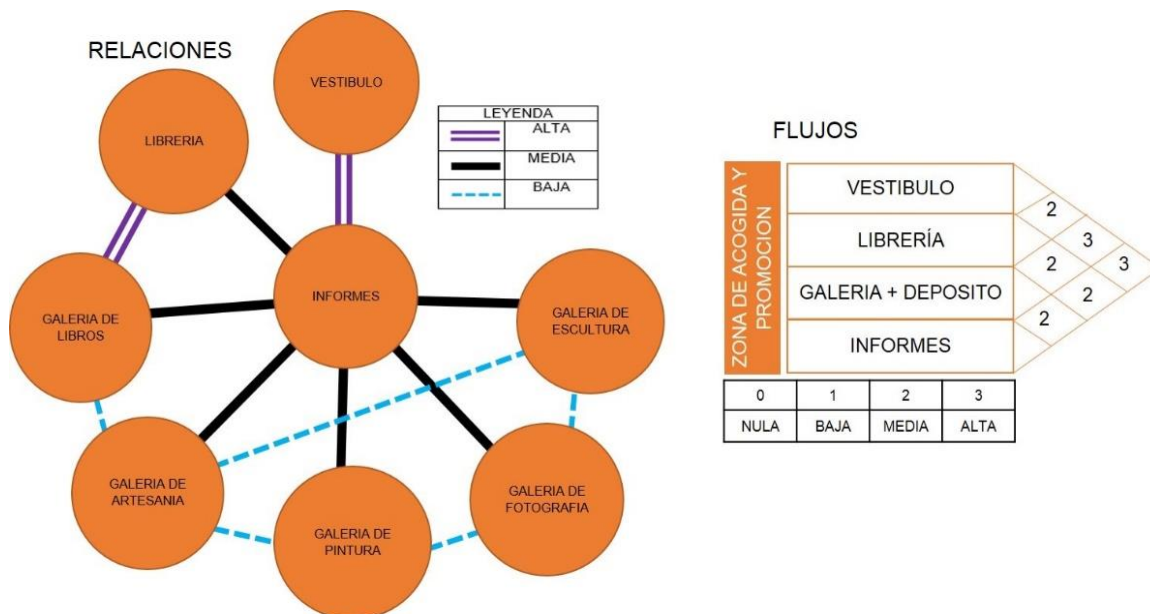 RELACIONES
VESTIBULO
LIBRERIA
LEYENDA
ALTA
MEDIA
BAJA
INFORMES
GALERIA DE
LIBROS
GALERIA DE
ESCULTURA
GALERIA DE
ARTESANIA
GALERIA DE
PINTURA
GALERIA DE
FOTOGRAFIA
FLUJOS
ZONA DE ACOGIDA Y
PROMOCION
VESTIBULO
LIBRERÍA
GALERIA + DEPOSITO
INFORMES
2
3
2
3
2
2
0 1 2 3
NULA BAJA MEDIA ALTA